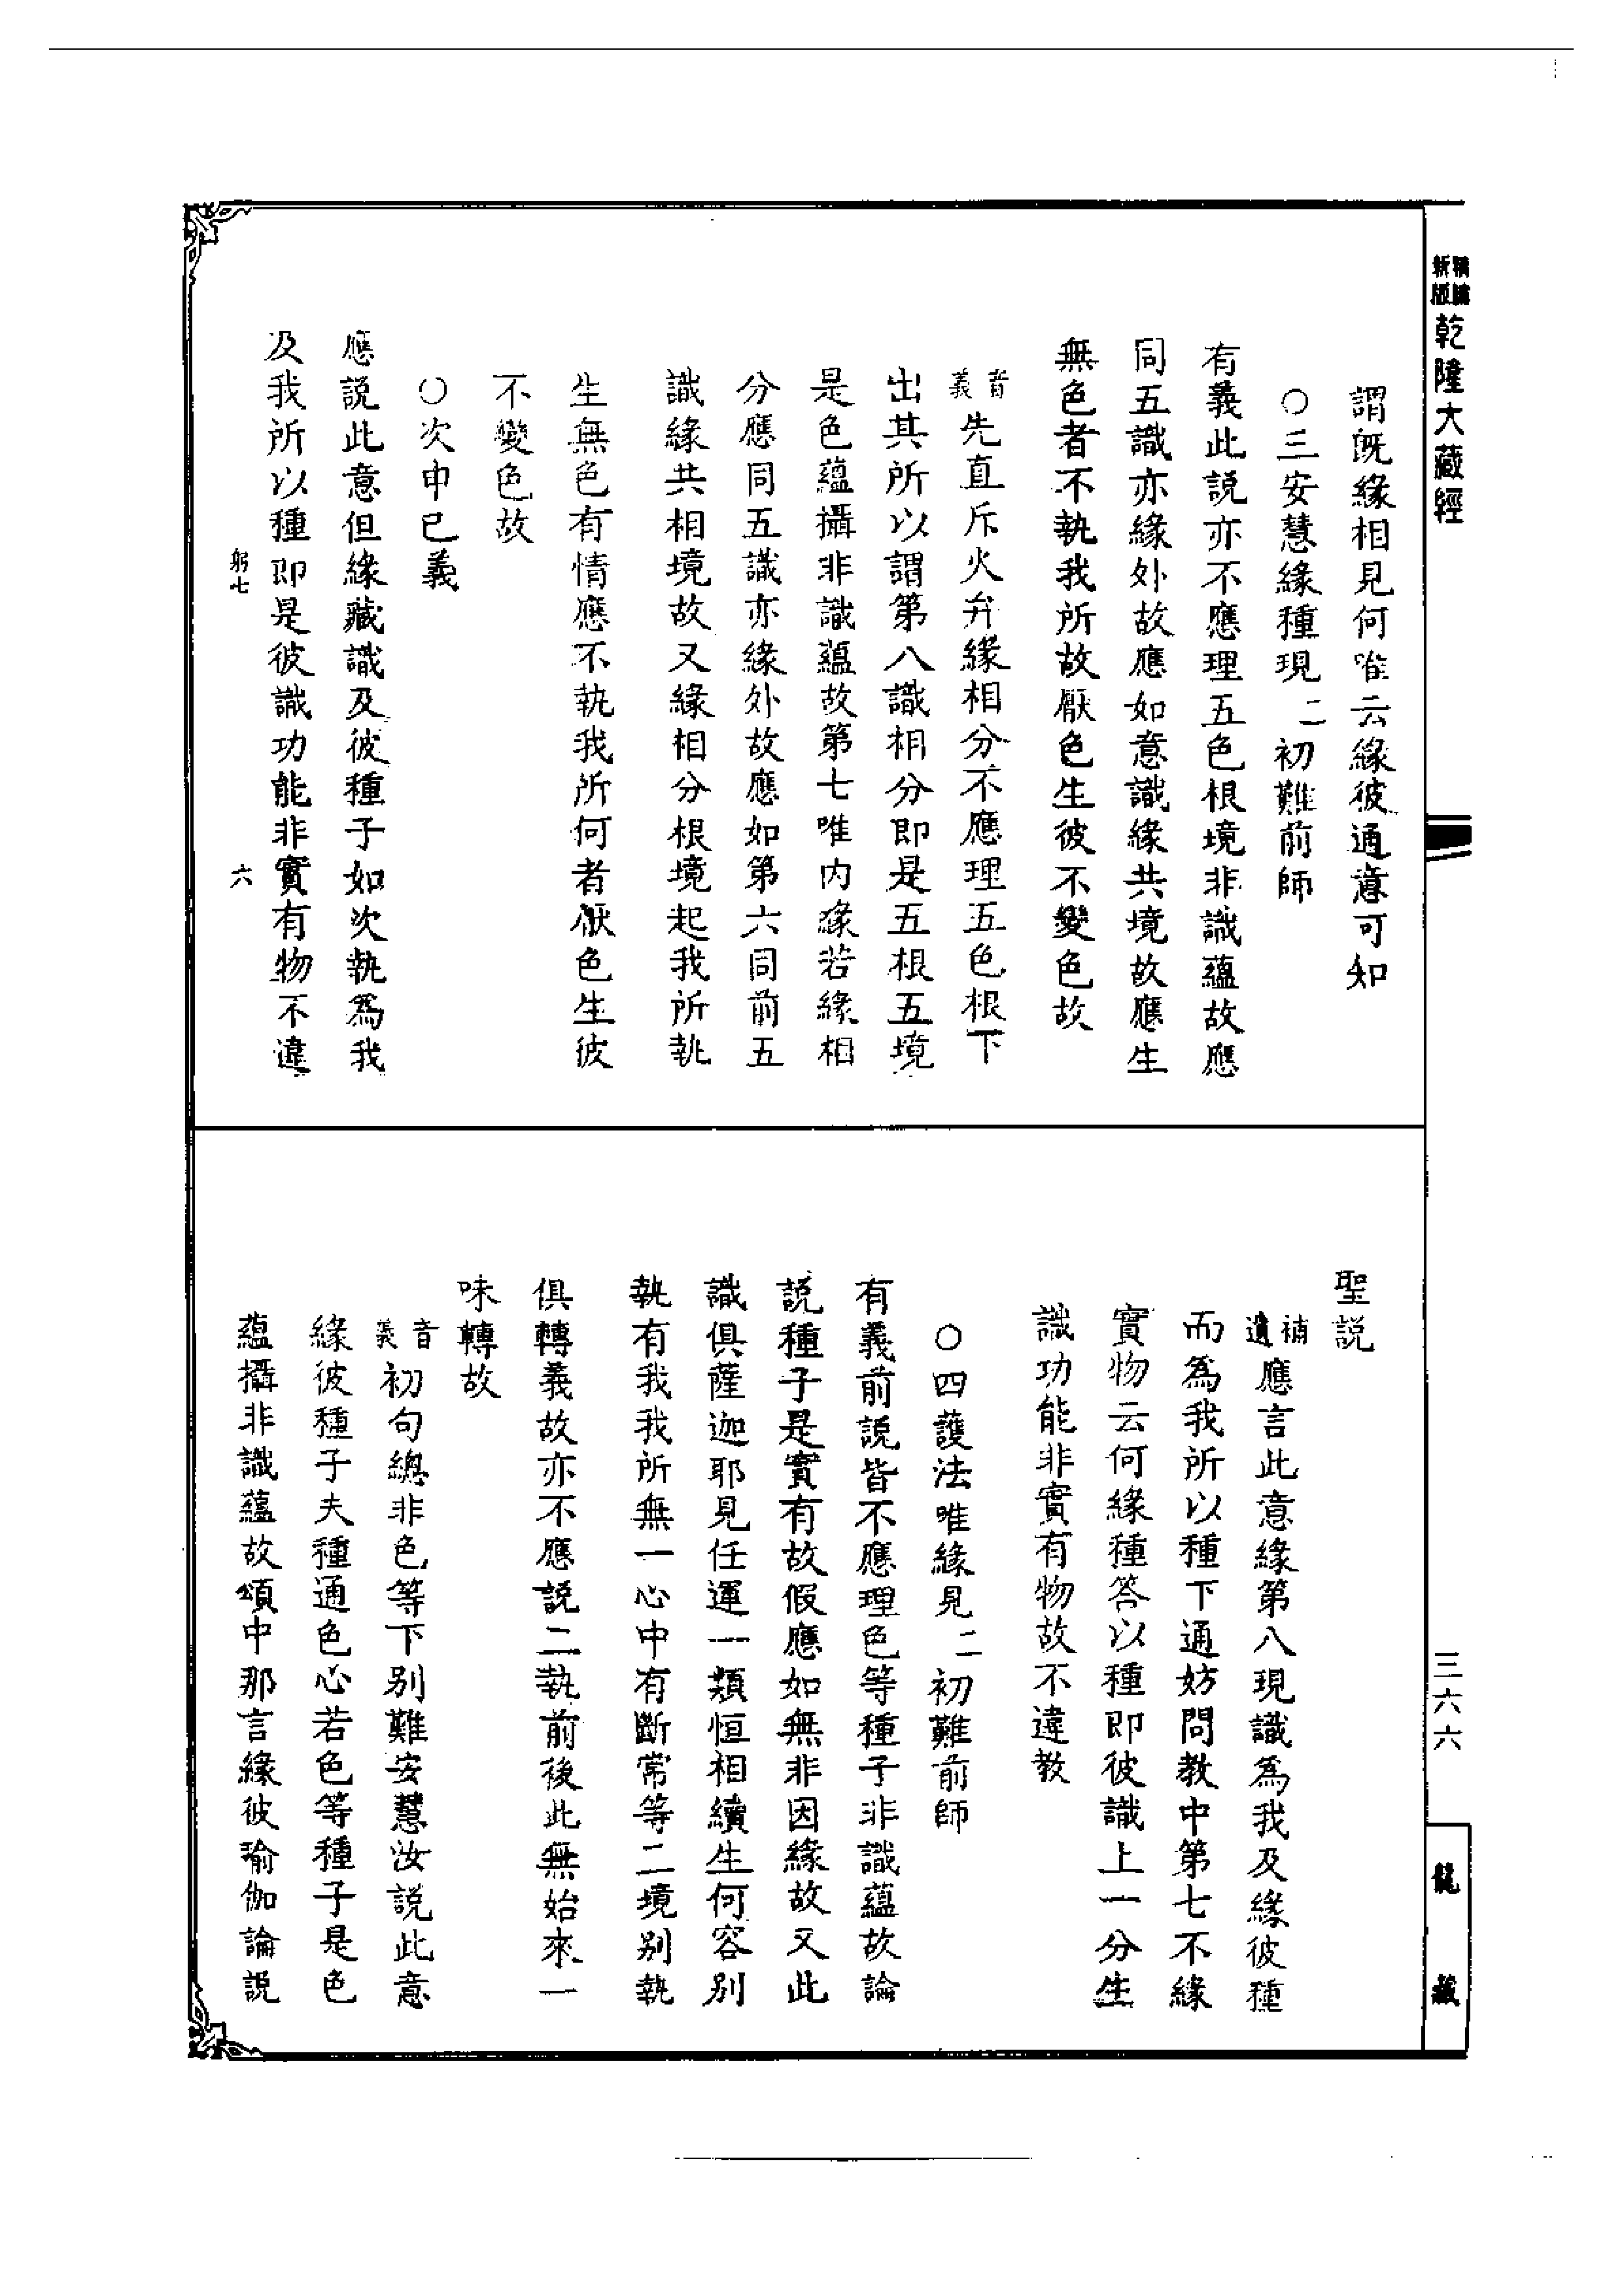 精編
新版
乾隆大藏經
謂既緣相見何唯云緣彼通意可知
○三安慧緣種現二初難前師
有義此説亦不應理五色根境非識蘊故應
同五識亦緣外故應如意識緣共境故應生
無色者不執我所故厭色生彼不變色故
音義先直斥火弁緣相分不應理五色根下
出其所以謂第八識相分即是五根五境
是色蘊攝非識蘊故第七唯内緣若緣相
分應同五識亦緣外故應如第六同前五
識緣共相境故又緣相分根境起我所執
生無色有情應不執我所何者厭色生彼
不變色故
○次申已義
應説此意但緣藏識及彼種子如次執為我
及我所以種即是彼識功能非實有物不違
躬七
六
聖説
補遺應言此意緣第八現識為我及緣彼種
而為我所以種下通妨問教中第七不緣
實物云何緣種答以種即彼識上一分生
識功能非實有物故不違教
○四護法唯緣見二初難前師
有義前説皆不應理色等種子非識蘊故論
説種子是實有故假應如無非因緣故又此
識俱薩迦耶見任運一類恒相續生何容別
執有我我所無一心中有斷常等二境別執
俱轉義故亦不應説二執前後此無始來一
味轉故
音義初句總非色等下別難安慧汝説此意
緣彼種子夫種通色心若色等種子是色
蘊攝非識蘊故頌中那言緣彼瑜伽論説
三六六
龍藏